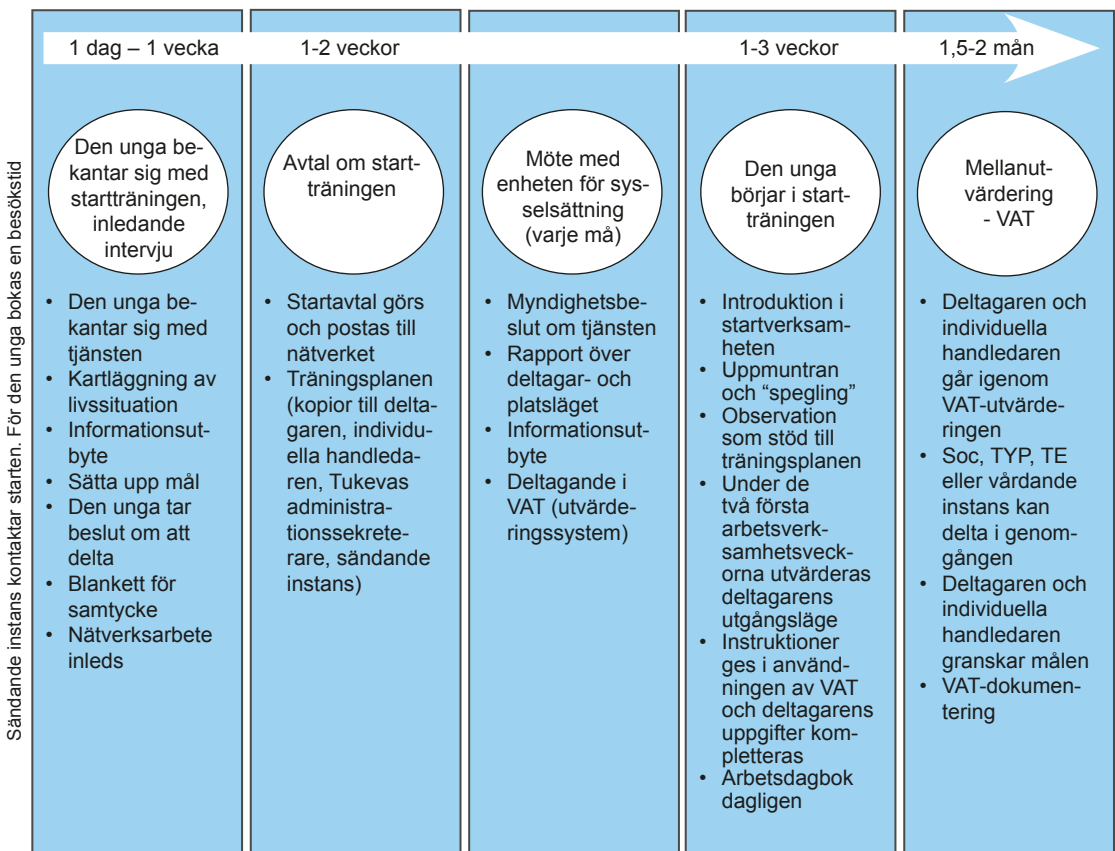 Sändande instans kontaktar starten. För den unga bokas en besökstid
1 dag – 1 vecka
1-2 veckor
1-3 veckor
1,5-2 mån
Den unga be-
kantar sig med
startträningen,
inledande
intervju
• Den unga be-
kantar sig med
tjänsten
• Kartläggning av
livssituation
• Informationsut-
byte
• Sätta upp mål
• Den unga tar
beslut om att
delta
• Blankett för
samtycke
• Nätverksarbete
inleds
Avtal om start-
träningen
• Startavtal görs
och postas till
nätverket
• Träningsplanen
(kopior till delta-
garen, individu-
ella handleda-
ren, Tukevas
administra-
tionssekrete-
rare, sändande
instans)
Möte med
enheten för sys-
selsättning
(varje må)
• Myndighetsbe-
slut om tjänsten
• Rapport över
deltagar- och
platsläget
• Informationsut-
byte
• Deltagande i
VAT (utvärde-
ringssystem)
Den unga
börjar i start-
träningen
• Introduktion i
startverksam-
heten
• Uppmuntran
och “spegling”
• Observation
som stöd till
träningsplanen
• Under de
två första
arbetsverk-
samhetsveck-
orna utvärderas
deltagarens
utgångsläge
• Instruktioner
ges i använd-
ningen av VAT
och deltagarens
uppgifter kom-
pletteras
• Arbetsdagbok
dagligen
Mellanut-
värdering
- VAT
• Deltagaren och
individuella
handledaren
går igenom
VAT-utvärde-
ringen
• Soc, TYP, TE
eller vårdande
instans kan
delta i genom-
gången
• Deltagaren och
individuella
handledaren
granskar målen
• VAT-dokumen-
tering